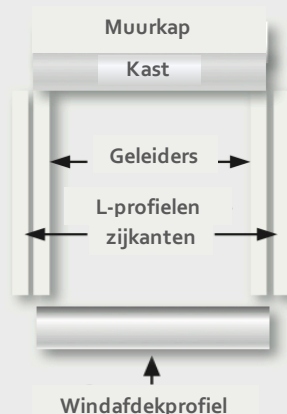 Muurkap
Kast
Geleiders
L-profielen
zijkanten
Windafdekprofiel